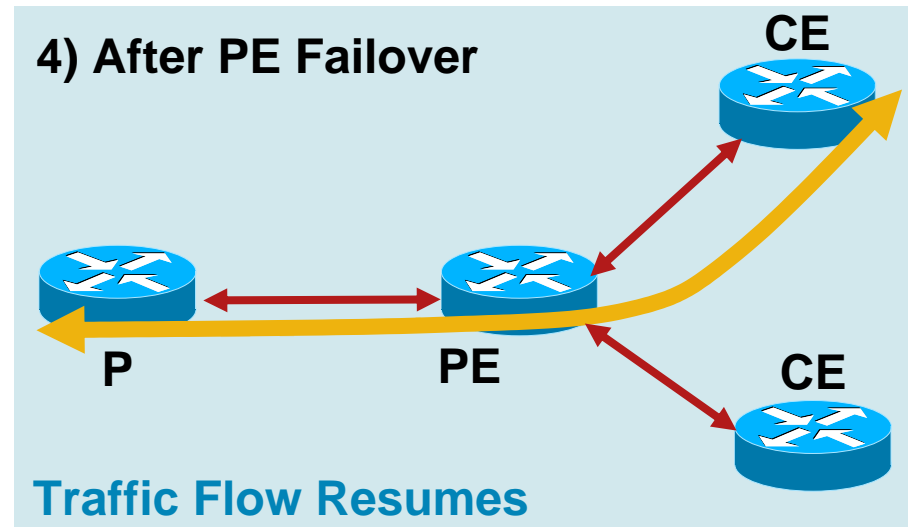 4) After PE Failover
CE
P
PE
CE
Traffic Flow Resumes